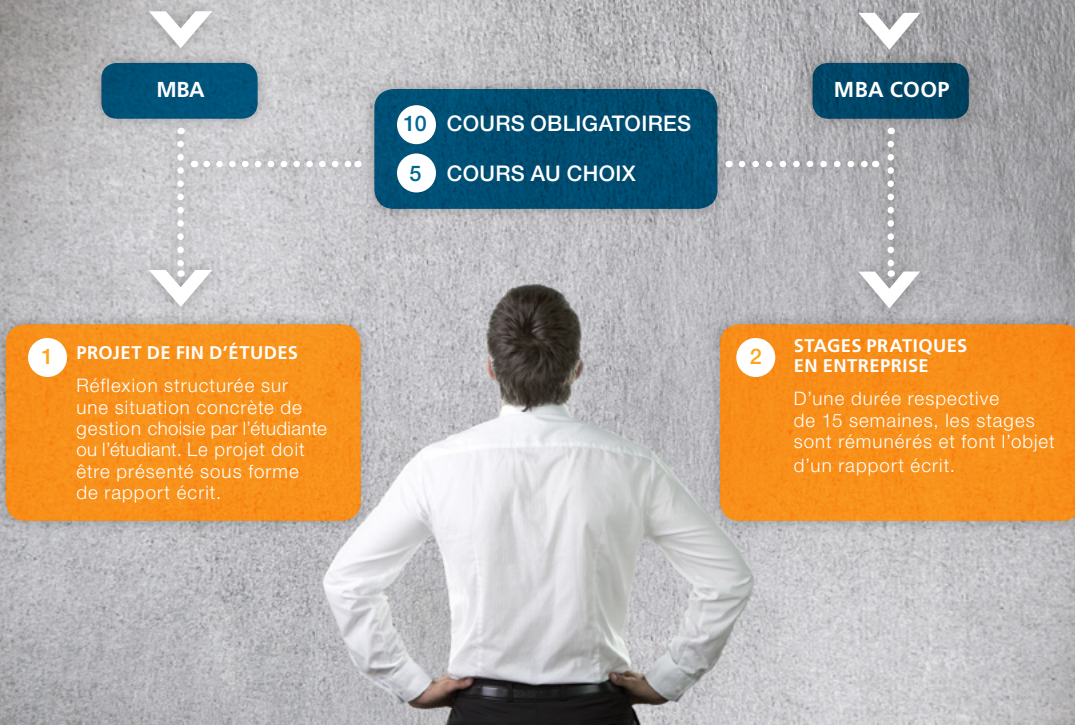 MBA
MBA COOP
10 COURS OBLIGATOIRES
5 COURS AU CHOIX
1 PROJET DE FIN D'ÉTUDES
Réflexion structurée sur
une situation concrète de
gestion choisie par l'étudiante
ou l'étudiant. Le projet doit
être présenté sous forme
de rapport écrit.
2 STAGES PRATIQUES
EN ENTREPRISE
D'une durée respective
de 15 semaines, les stages
sont rémunérés et font l'objet
d'un rapport écrit.